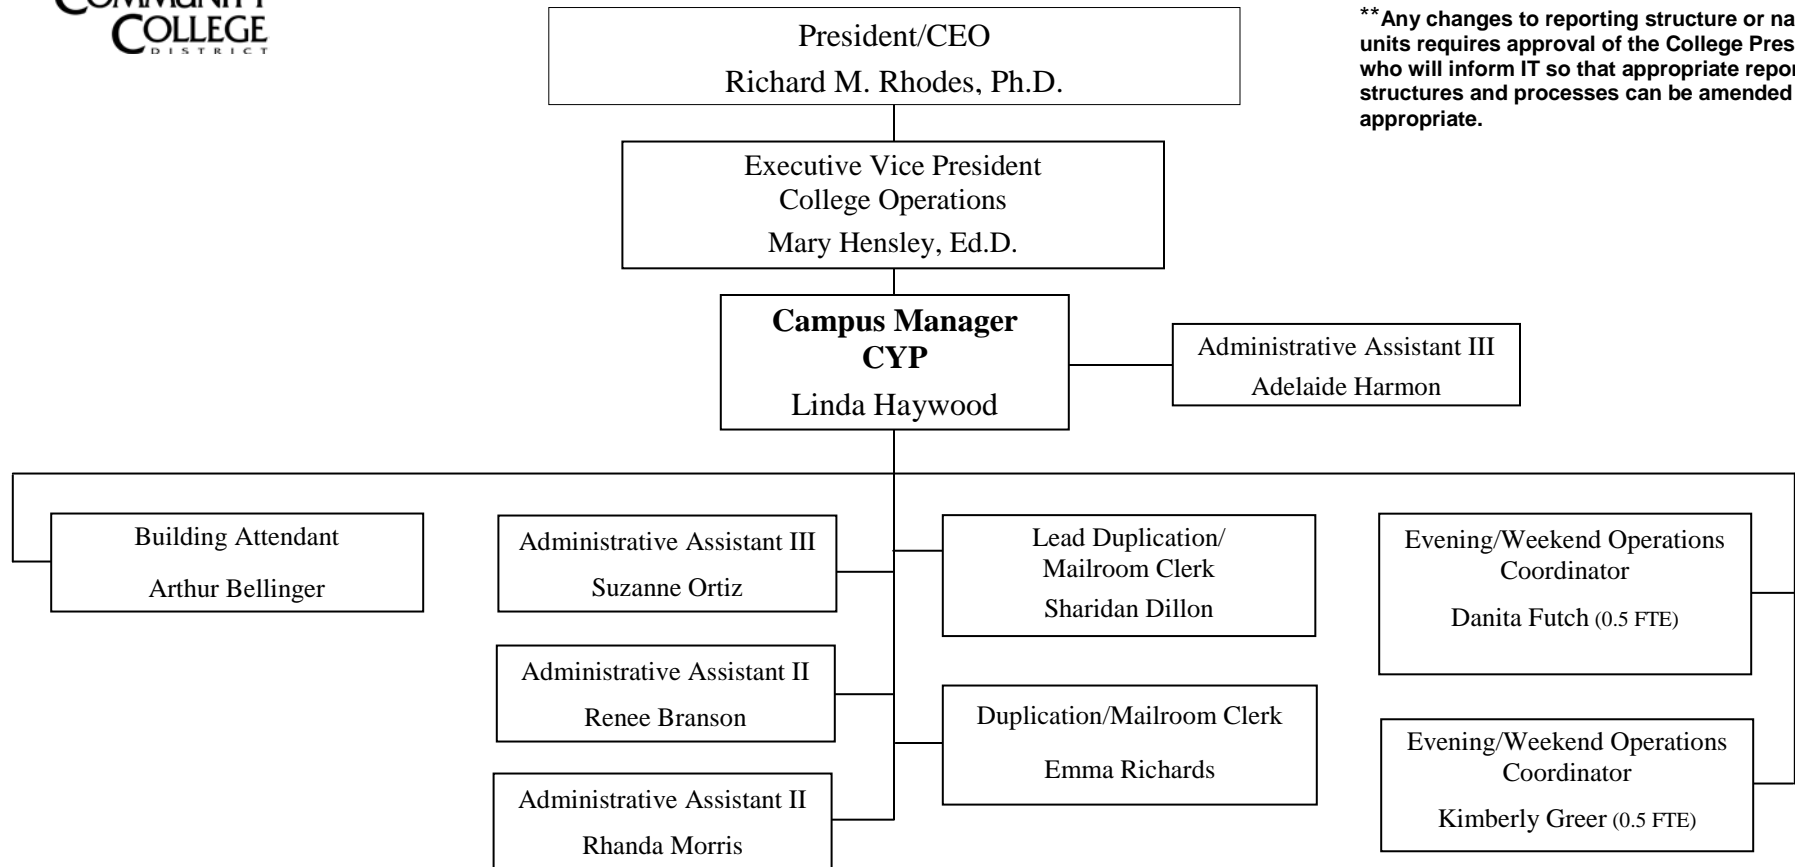 COMMUNITY
COLLEGE
DISTRICT
President/CEO
Richard M. Rhodes, Ph.D.
**Any changes to reporting structure or
units requires approval of the College
who will inform IT so that appropriate
structures and processes can be amended
appropriate.
Executive Vice President
College Operations
Mary Hensley, Ed.D.
Campus Manager
CYP
Linda Haywood
Administrative Assistant III
Adelaide Harmon
Building Attendant
Arthur Bellinger
Administrative Assistant III
Suzanne Ortiz
Administrative Assistant II
Renee Branson
Administrative Assistant II
Rhanda Morris
Lead Duplication/
Mailroom Clerk
Sharidan Dillon
Duplication/Mailroom Clerk
Emma Richards
Evening/Weekend Operations
Coordinator
Danita Futch (0.5 FTE)
Evening/Weekend Operations
Coordinator
Kimberly Greer (0.5 FTE)